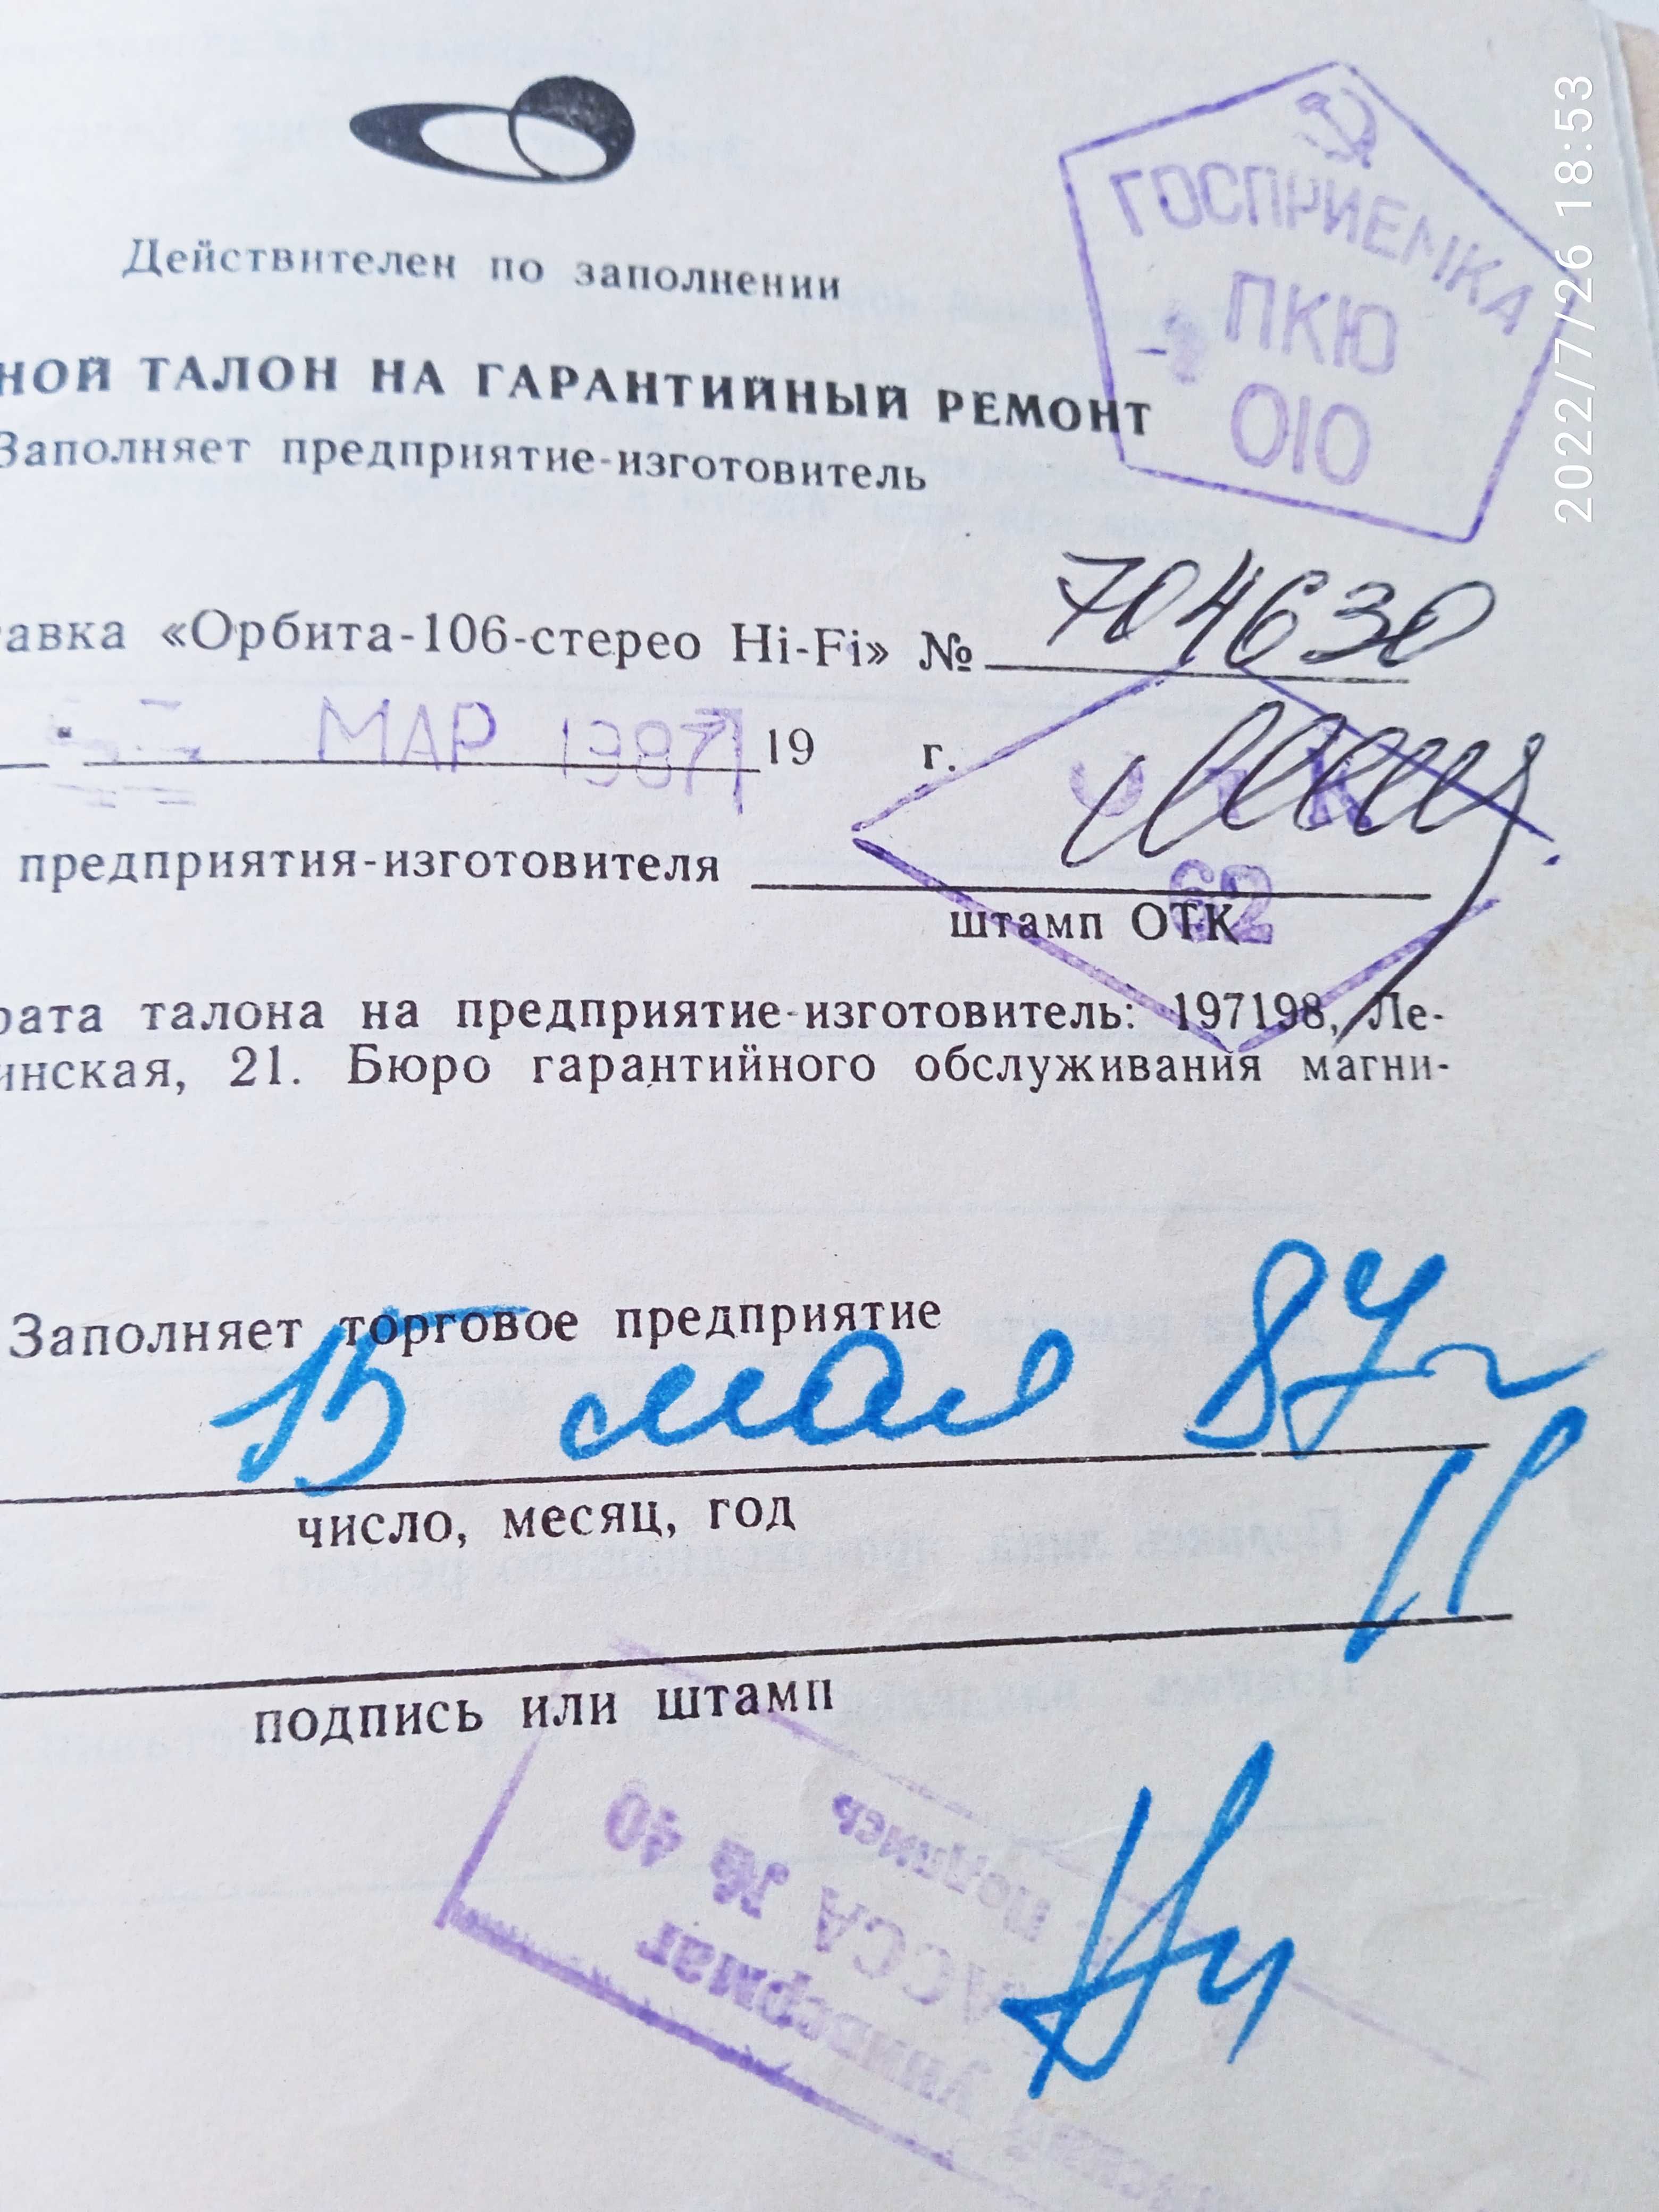 Действителен по заполнении
ГОСПРИЕМКА
ПКЮ
010
НОЙ ТАЛОН НА ГАРАНТИЙНЫЙ РЕМОНТ
Заполняет предприятие-изготовитель
авка «Орбита-106-стерео Hi-Fi» № 704630
МАР 1987 19 г.
предприятия-изготовителя
62
штамп ОТК
рата талона на предприятие-изготовитель: 197198, Ле-
инская, 21. Бюро гарантийного обслуживания магни-
Заполняет торговое предприятие
15 мая 87г
число, месяц, год
подпись или штамп
Универмаг
КАССА № 40
Подпись
2022/7/26 18:53